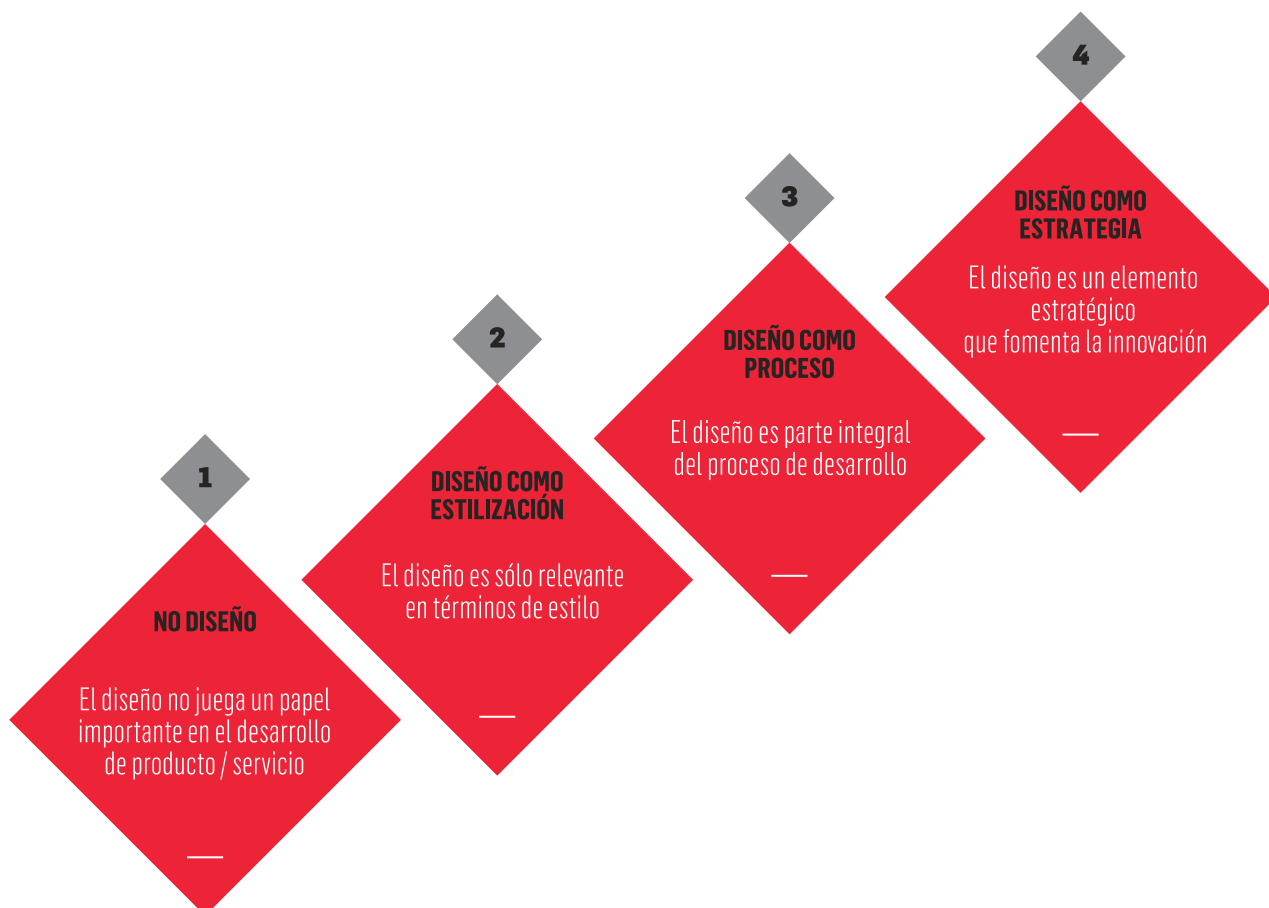 1
NO DISEÑO
El diseño no juega un papel
importante en el desarrollo
de producto / servicio
2
DISEÑO COMO
ESTILIZACIÓN
El diseño es sólo relevante
en términos de estilo
3
DISEÑO COMO
PROCESO
El diseño es parte integral
del proceso de desarrollo
4
DISEÑO COMO
ESTRATEGIA
El diseño es un elemento
estratégico
que fomenta la innovación